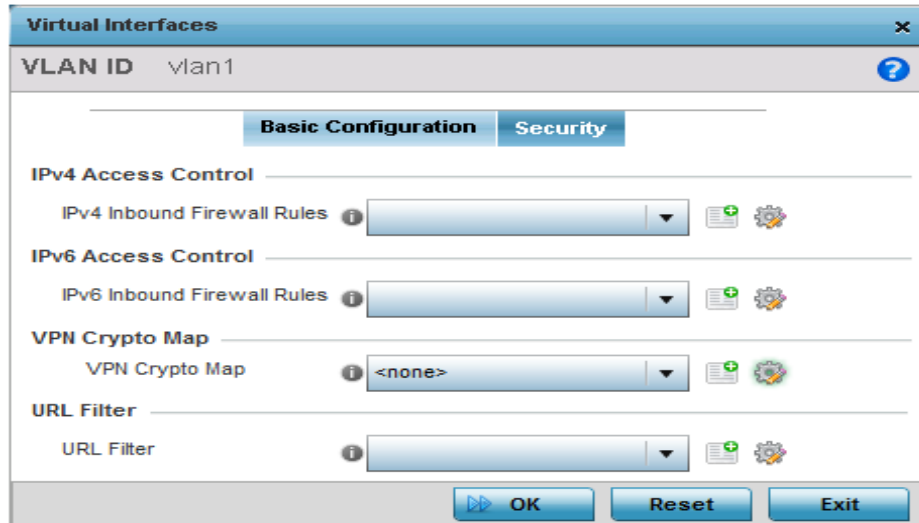 Virtual Interfaces
VLAN ID vlan1
Basic Configuration Security
IPv4 Access Control
IPv4 Inbound Firewall Rules
IPv6 Access Control
IPv6 Inbound Firewall Rules
VPN Crypto Map
VPN Crypto Map <none>
URL Filter
URL Filter
OK Reset Exit